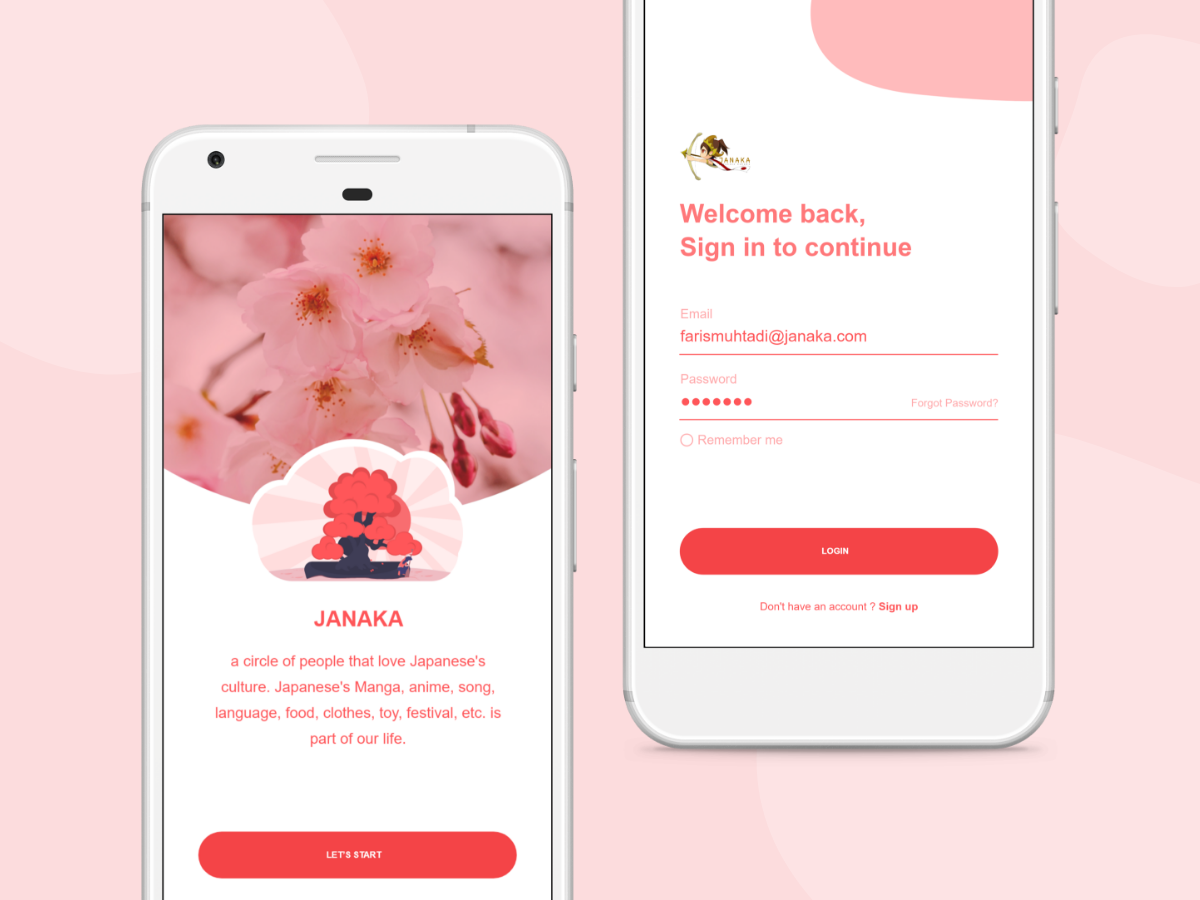 JANAKA
a circle of people that love Japanese's
culture. Japanese's Manga, anime, song,
language, food, clothes, toy, festival, etc. is
part of our life.
LET'S START
JANAKA
Welcome back,
Sign in to continue
Email
farismuhtadi@janaka.com
Password
Forgot Password?
Remember me
LOGIN
Don't have an account ? Sign up